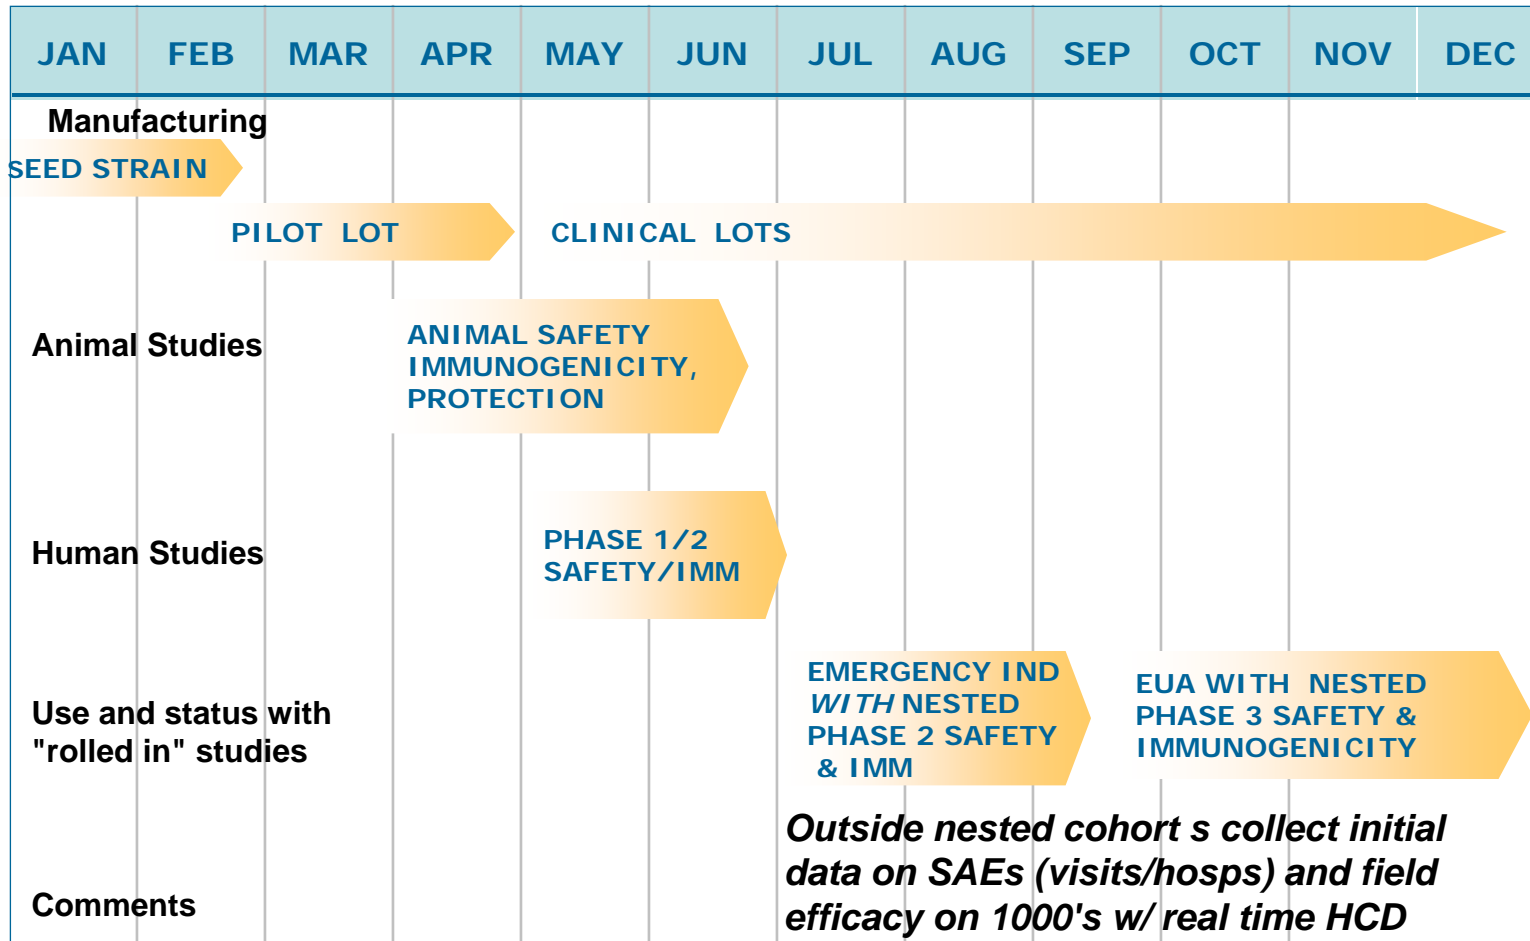 JAN FEB MAR APR MAY JUN JUL AUG SEP OCT NOV DEC
Manufacturing
SEED STRAIN
PILOT LOT
CLINICAL LOTS
Animal Studies
ANIMAL SAFETY
IMMUNOGENICITY,
PROTECTION
Human Studies
PHASE 1/2
SAFETY/IMM
Use and status with
"rolled in" studies
EMERGENCY IND
WITH NESTED
PHASE 2 SAFETY
& IMM
EUA WITH NESTED
PHASE 3 SAFETY &
IMMUNOGENICITY
Comments
Outside nested cohort s collect initial
data on SAEs (visits/hosps) and field
efficacy on 1000's w/ real time HCD